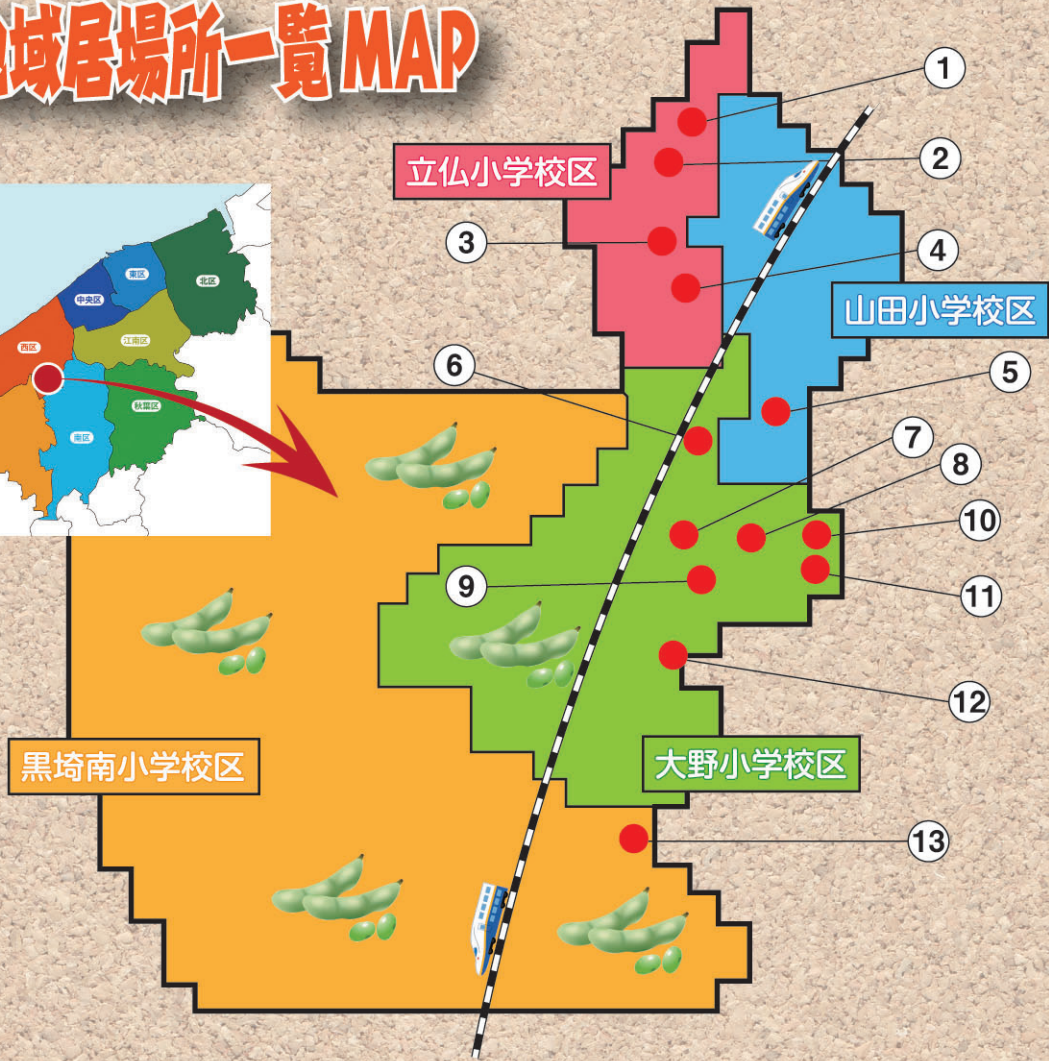 域居場所一覧MAP
立仏小学校区
山田小学校区
黒埼南小学校区
大野小学校区
北区
東区
中央区
江南区
西区
秋葉区
南区
①
②
③
④
⑤
⑥
⑦
⑧
⑨
⑩
⑪
⑫
⑬